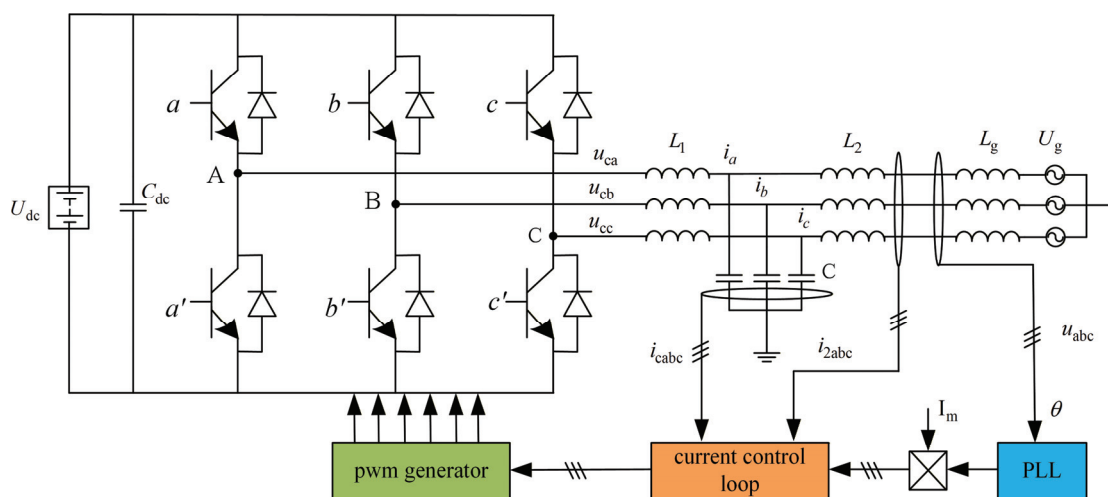 a
b
c
u_ca
L_1
i_a
L_2
L_g
U_g
A
i_b
U_dc
C_dc
B
u_cb
i_c
C
u_cc
C
a'
b'
c'
i_cabc
i_2abc
u_abc
I_m
θ
pwm generator
current control
loop
PLL